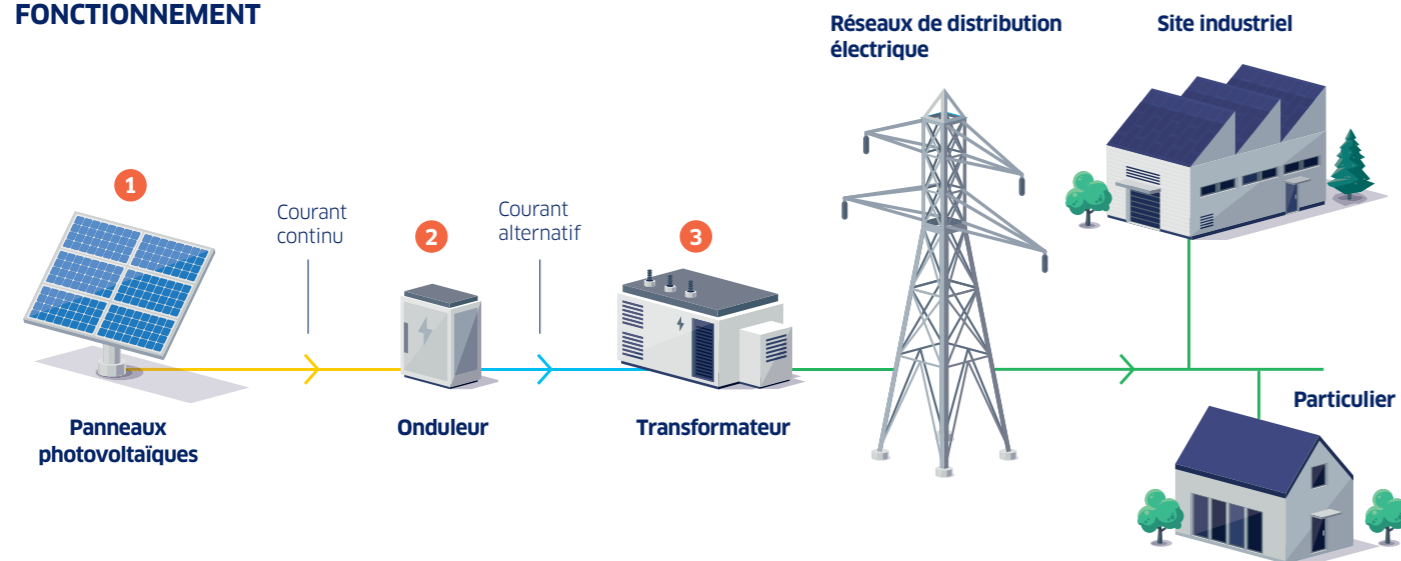 FONCTIONNEMENT
Réseaux de distribution
électrique
Site industriel
1
Courant
continu
2
Courant
alternatif
3
Panneaux
photovoltaïques
Onduleur
Transformateur
Particulier